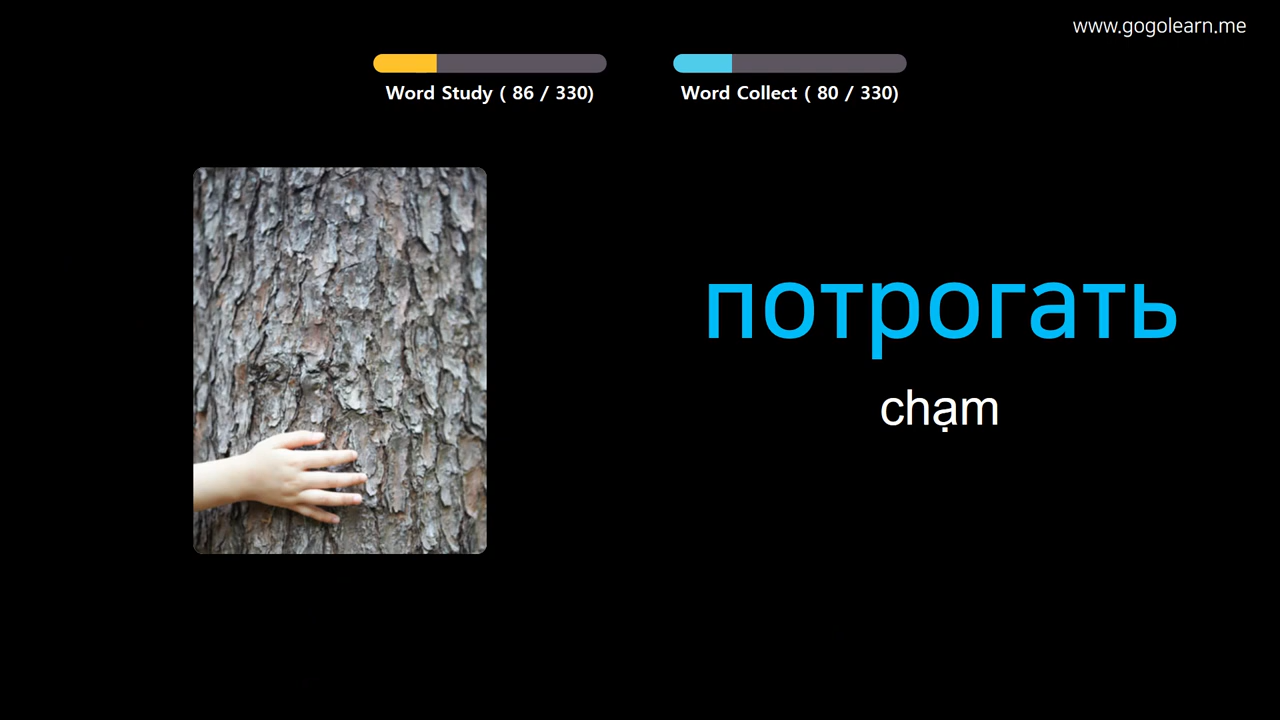 www.gogolearn.me
Word Study ( 86 / 330)
Word Collect ( 80 / 330)
потрогать
chạm